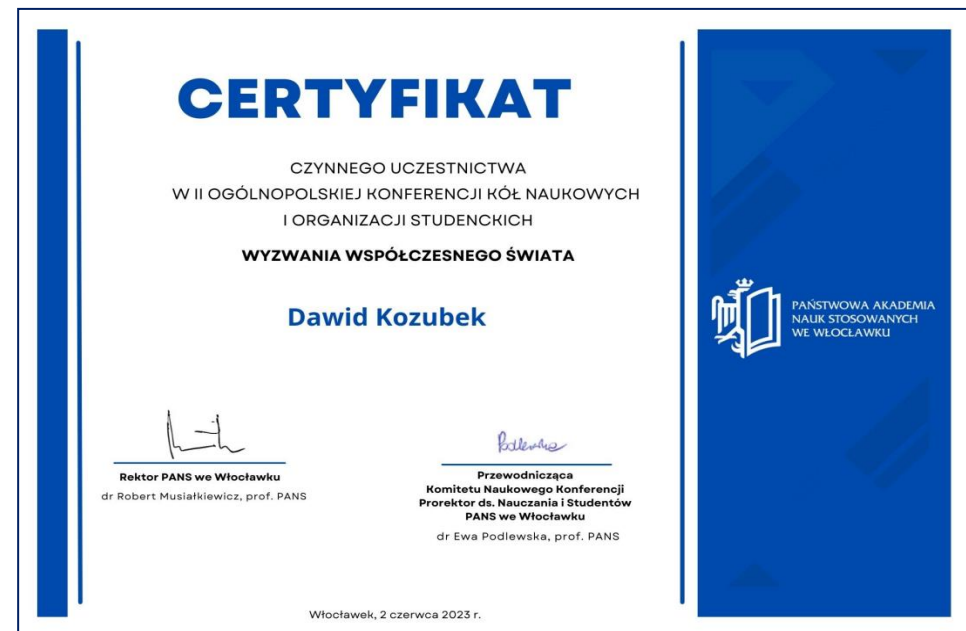 CERTYFIKAT
CZYNNEGO UCZESTNICTWA
W II OGÓLNOPOLSKIEJ KONFERENCJI KÓŁ NAUKOWYCH
I ORGANIZACJI STUDENCKICH
WYZWANIA WSPÓŁCZESNEGO ŚWIATA
Dawid Kozubek
Rektor PANS we Włocławku
dr Robert Musiałkiewicz, prof. PANS
Podlewska
Przewodnicząca
Komitetu Naukowego Konferencji
Prorektor ds. Nauczania i Studentów
PANS we Włocławku
dr Ewa Podlewska, prof. PANS
Włocławek, 2 czerwca 2023 r.
PAŃSTWOWA AKADEMIA
NAUK STOSOWANYCH
WE WŁOCŁAWKU